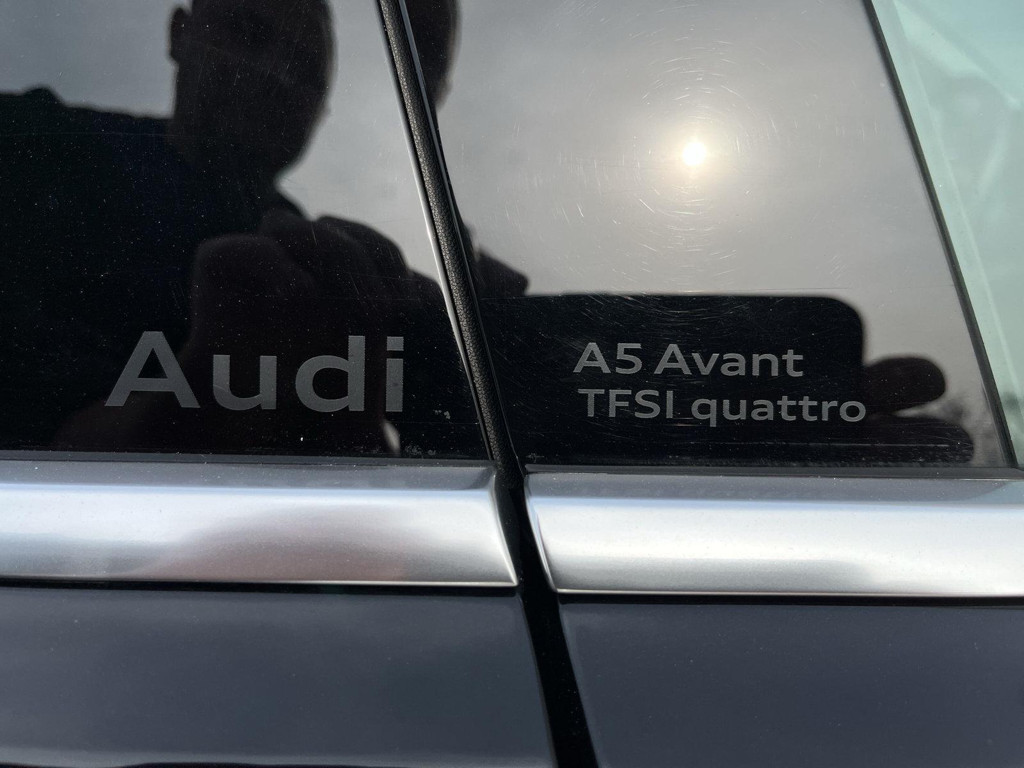 Audi
A5 Avant
TFSI quattro